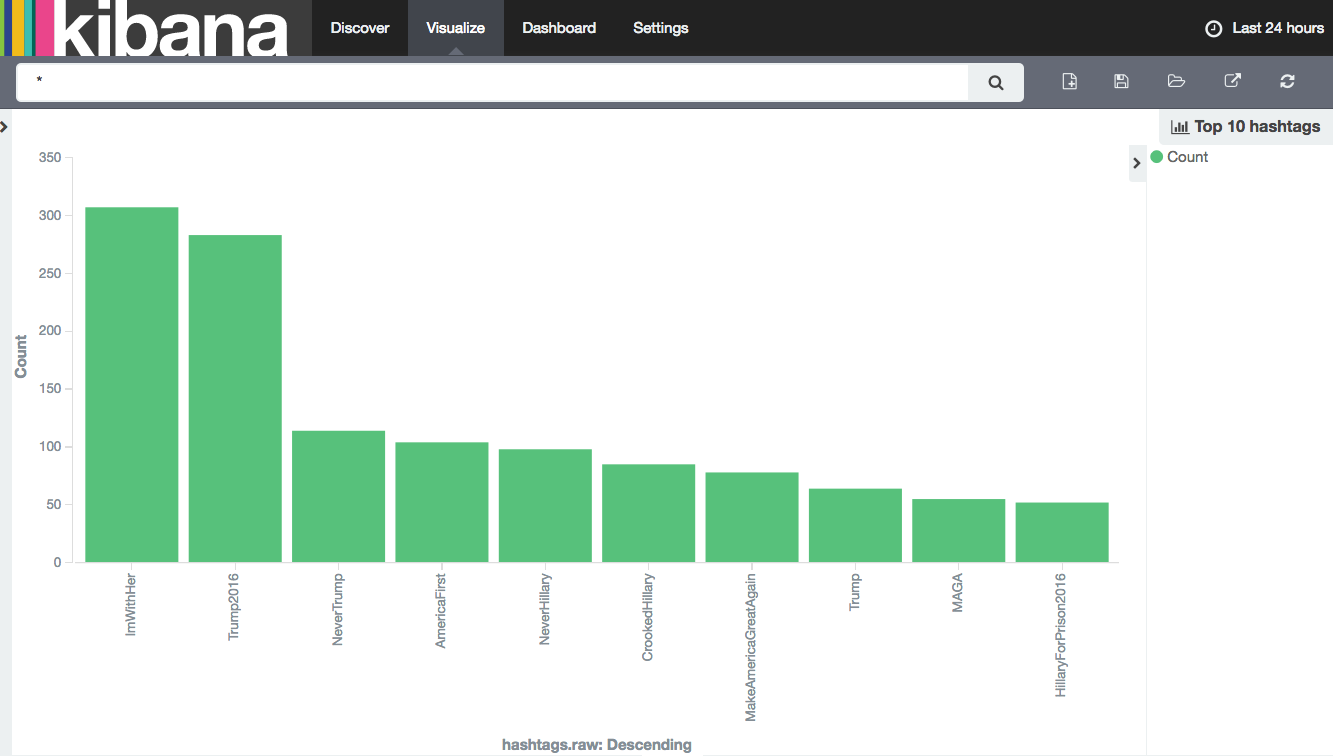 kibana Discover Visualize Dashboard Settings Last 24 hours
*
Top 10 hashtags
Count
350
300
250
200
150
100
50
0
Count
ImWithHer
Trump2016
NeverTrump
AmericaFirst
NeverHillary
CrookedHillary
MakeAmericaGreatAgain
Trump
MAGA
HillaryForPrison2016
hashtags.raw: Descending